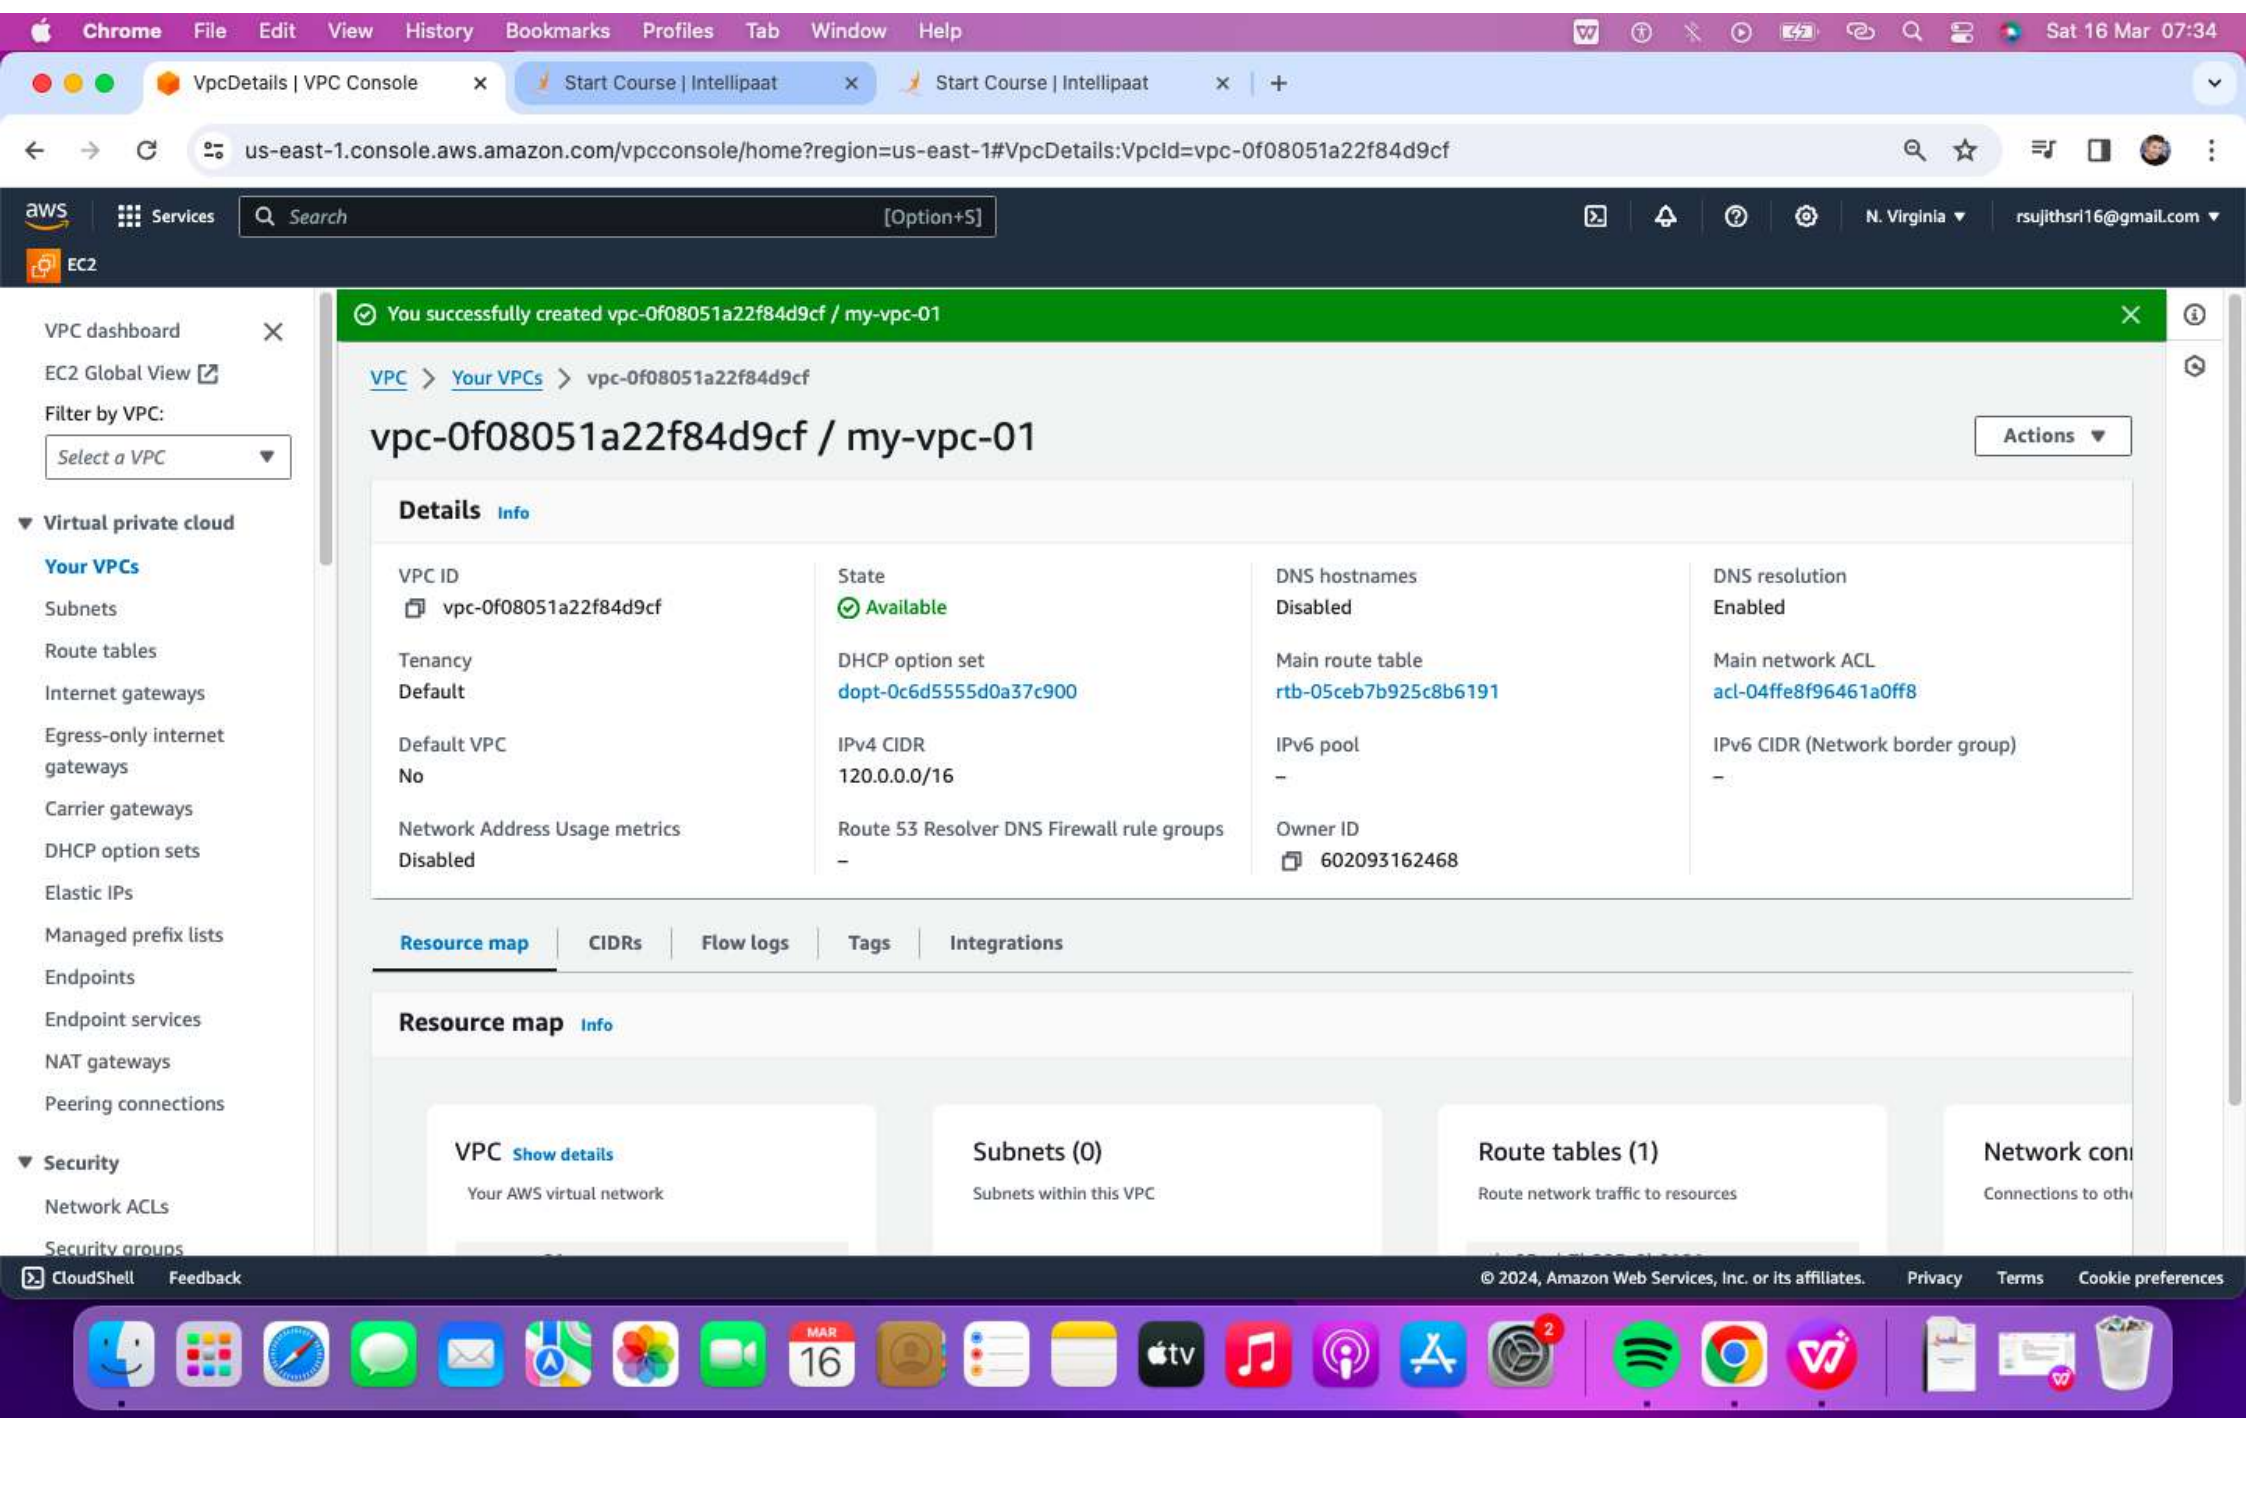 Chrome File Edit View History Bookmarks Profiles Tab Window Help Sat 16 Mar 07:34
VpcDetails | VPC Console Start Course | Intellipaat Start Course | Intellipaat
us-east-1.console.aws.amazon.com/vpcconsole/home?region=us-east-1#VpcDetails:VpcId=vpc-0f08051a22f84d9cf
aws Services Search [Option+S] N. Virginia rsujithsri16@gmail.com
EC2
You successfully created vpc-0f08051a22f84d9cf / my-vpc-01
VPC dashboard
EC2 Global View
Filter by VPC:
Select a VPC
Virtual private cloud
Your VPCs
Subnets
Route tables
Internet gateways
Egress-only internet
gateways
Carrier gateways
DHCP option sets
Elastic IPs
Managed prefix lists
Endpoints
Endpoint services
NAT gateways
Peering connections
Security
Network ACLs
Security groups
VPC > Your VPCs > vpc-0f08051a22f84d9cf
vpc-0f08051a22f84d9cf / my-vpc-01
Actions
Details Info
VPC ID
vpc-0f08051a22f84d9cf
State
Available
DNS hostnames
Disabled
DNS resolution
Enabled
Tenancy
Default
DHCP option set
dopt-0c6d5555d0a37c900
Main route table
rtb-05ceb7b925c8b6191
Main network ACL
acl-04ffe8f96461a0ff8
Default VPC
No
IPv4 CIDR
120.0.0.0/16
IPv6 pool
–
IPv6 CIDR (Network border group)
–
Network Address Usage metrics
Disabled
Route 53 Resolver DNS Firewall rule groups
–
Owner ID
602093162468
Resource map CIDRs Flow logs Tags Integrations
Resource map Info
VPC Show details
Your AWS virtual network
Subnets (0)
Subnets within this VPC
Route tables (1)
Route network traffic to resources
Network
Connections to
CloudShell Feedback © 2024, Amazon Web Services, Inc. or its affiliates. Privacy Terms Cookie preferences
MAR
16
tv
2